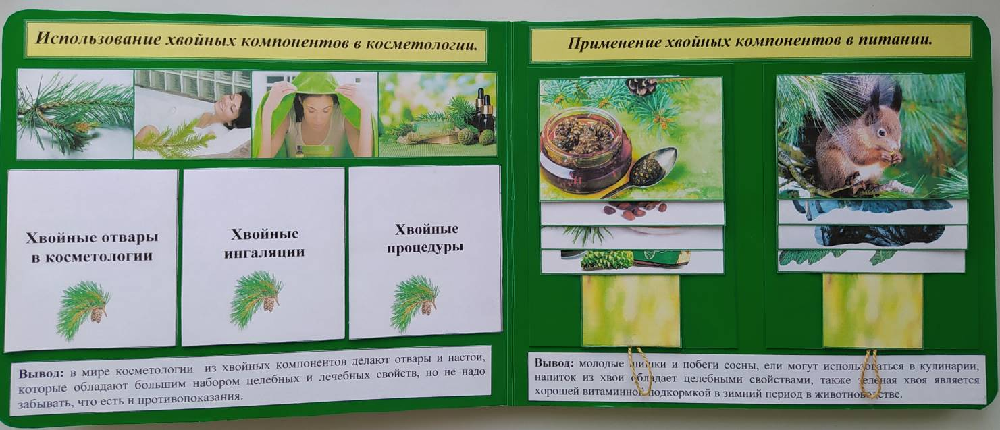 Использование хвойных компонентов в косметологии.
Хвойные отвары
в косметологии
Хвойные
ингаляции
Хвойные
процедуры
Вывод: в мире косметологии из хвойных компонентов делают отвары и настои,
которые обладают большим набором целебных и лечебных свойств, но не надо
забывать, что есть и противопоказания.
Применение хвойных компонентов в питании.
Вывод: молодые шишки и побеги сосны, ели могут использоваться в кулинарии,
напиток из хвои обладает целебными свойствами, также зеленая хвоя является
хорошей витаминной подкормкой в зимний период в животноводстве.